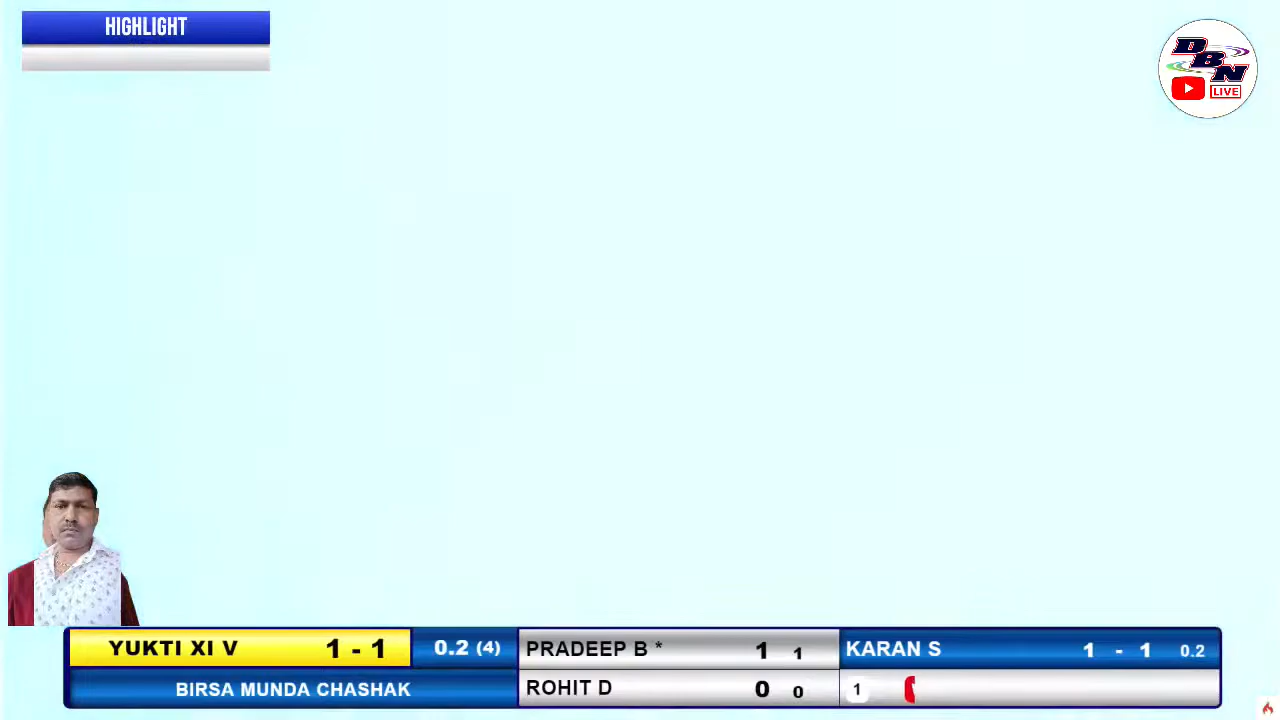 HIGHLIGHT
DBN
LIVE
YUKTI XI V 1 - 1 0.2 (4) PRADEEP B * 1 1 KARAN S 1 - 1 0.2
BIRSA MUNDA CHASHAK ROHIT D 0 0 1